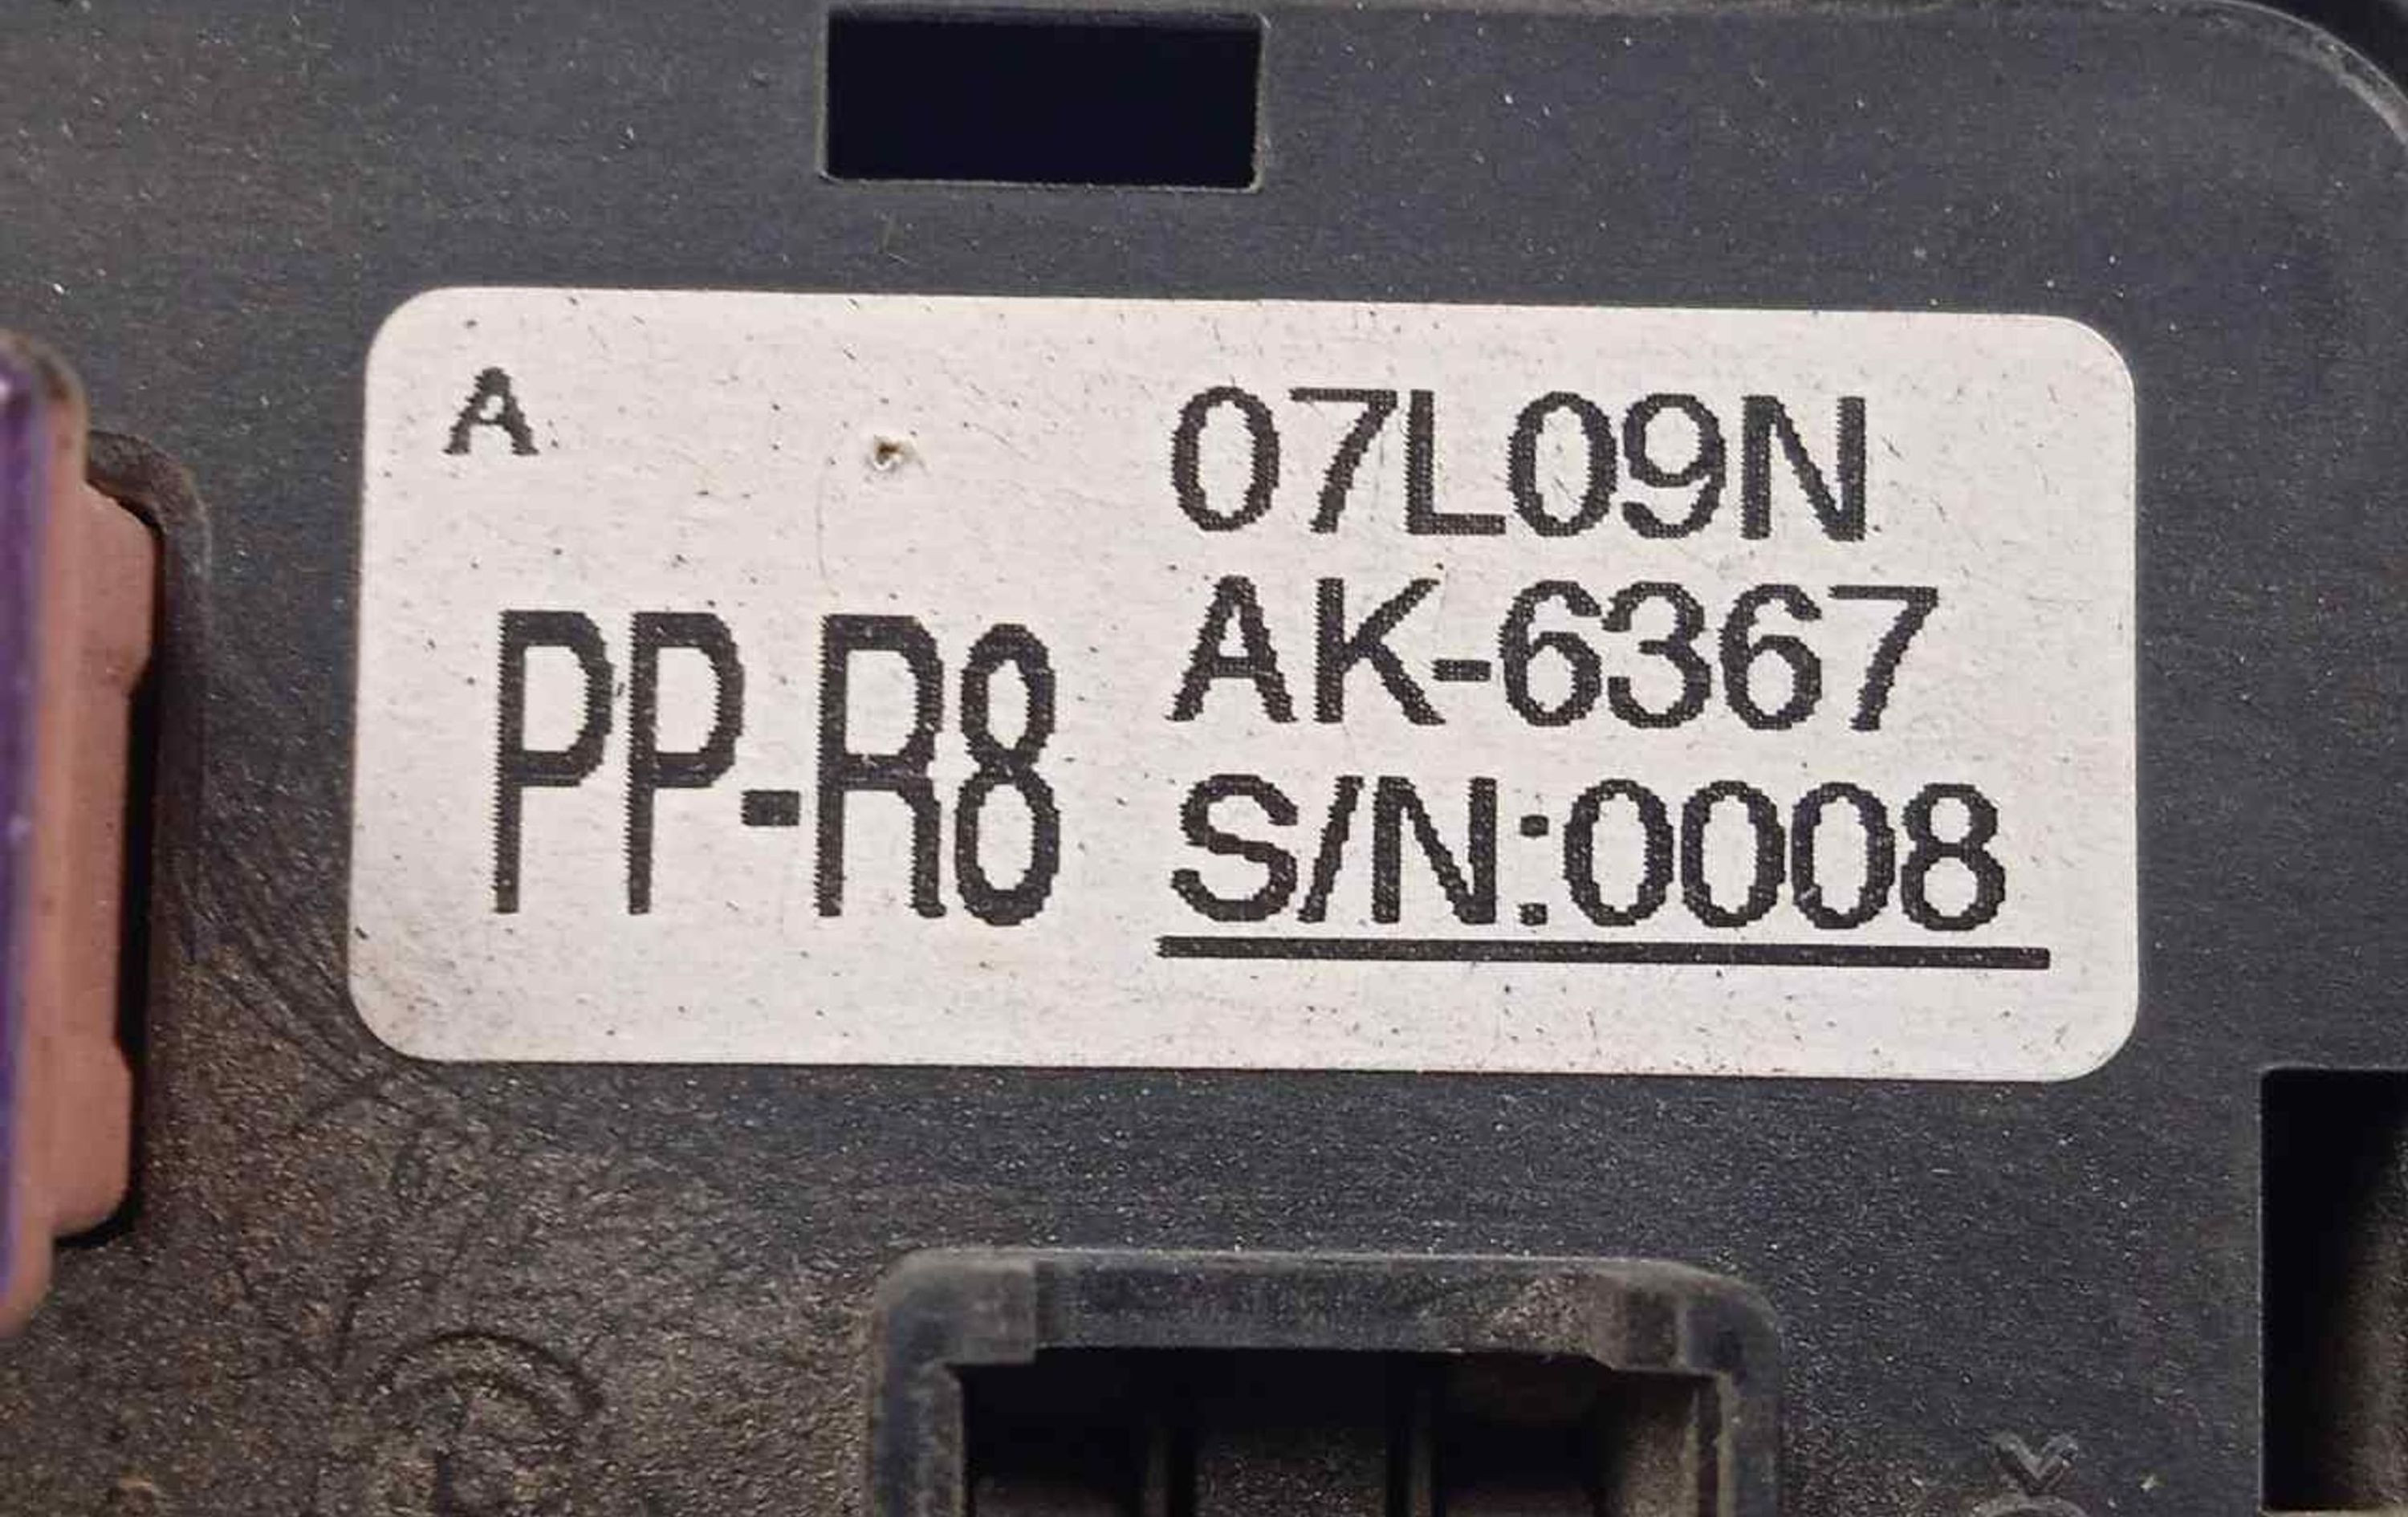 A
07L09N
AK-6367
PP-R8
S/N:0008